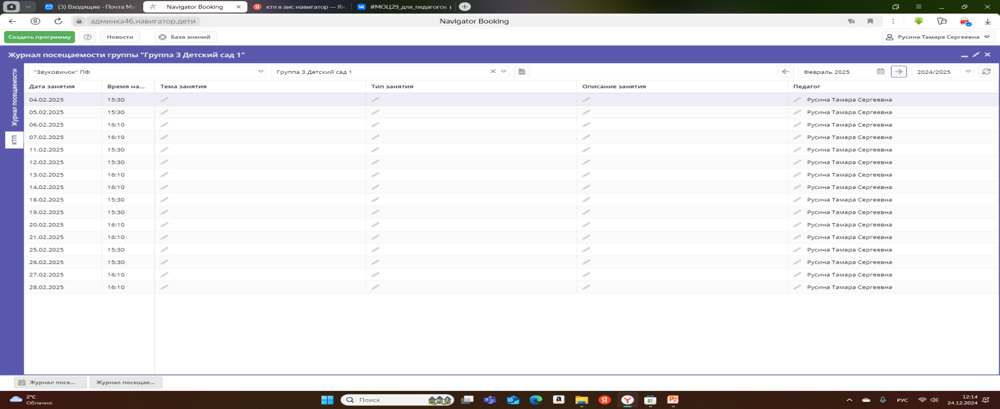 4 (3) Входящие - Почта Ma Navigator Booking ктп в аис навигатор — Ян #МОЦ29_для_педагогов
админка46.навигатор.дети Navigator Booking
Создать программу Новости База знаний Русина Тамара Сергеевна
Журнал посещаемости группы "Группа 3 Детский сад 1"
Журнал посещаемости
КТП
"Звуковичок" ПФ Группа 3 Детский сад 1 Февраль 2025 2024/2025
Дата занятия Время на... Тема занятия Тип занятия Описание занятия Педагог
04.02.2025 15:30 Русина Тамара Сергеевна
05.02.2025 15:30 Русина Тамара Сергеевна
06.02.2025 16:10 Русина Тамара Сергеевна
07.02.2025 16:10 Русина Тамара Сергеевна
11.02.2025 15:30 Русина Тамара Сергеевна
12.02.2025 15:30 Русина Тамара Сергеевна
13.02.2025 16:10 Русина Тамара Сергеевна
14.02.2025 16:10 Русина Тамара Сергеевна
18.02.2025 15:30 Русина Тамара Сергеевна
19.02.2025 15:30 Русина Тамара Сергеевна
20.02.2025 16:10 Русина Тамара Сергеевна
21.02.2025 16:10 Русина Тамара Сергеевна
25.02.2025 15:30 Русина Тамара Сергеевна
26.02.2025 15:30 Русина Тамара Сергеевна
27.02.2025 16:10 Русина Тамара Сергеевна
28.02.2025 16:10 Русина Тамара Сергеевна
Журнал посе... Журнал посещае...
2°C
Облачно
Поиск
РУС
12:14
24.12.2024